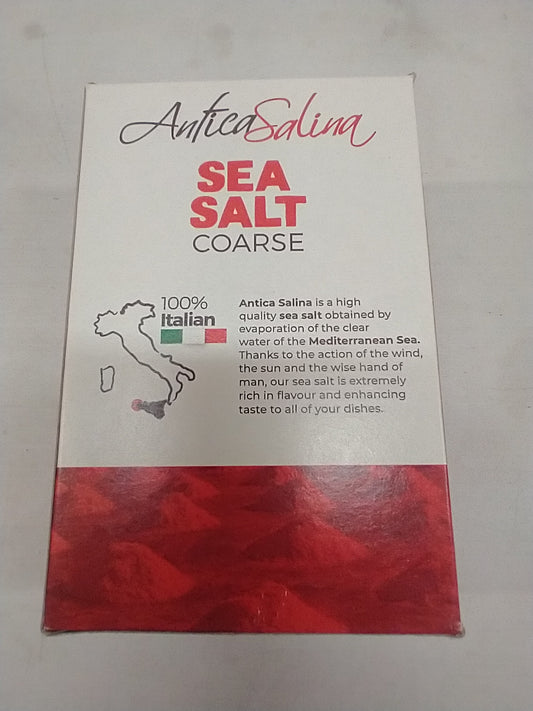 Antica Salina
SEA
SALT
COARSE
100%
Italian
Antica Salina is a high
quality sea salt obtained by
evaporation of the clear
water of the Mediterranean Sea.
Thanks to the action of the wind,
the sun and the wise hand of
man, our sea salt is extremely
rich in flavour and enhancing
taste to all of your dishes.